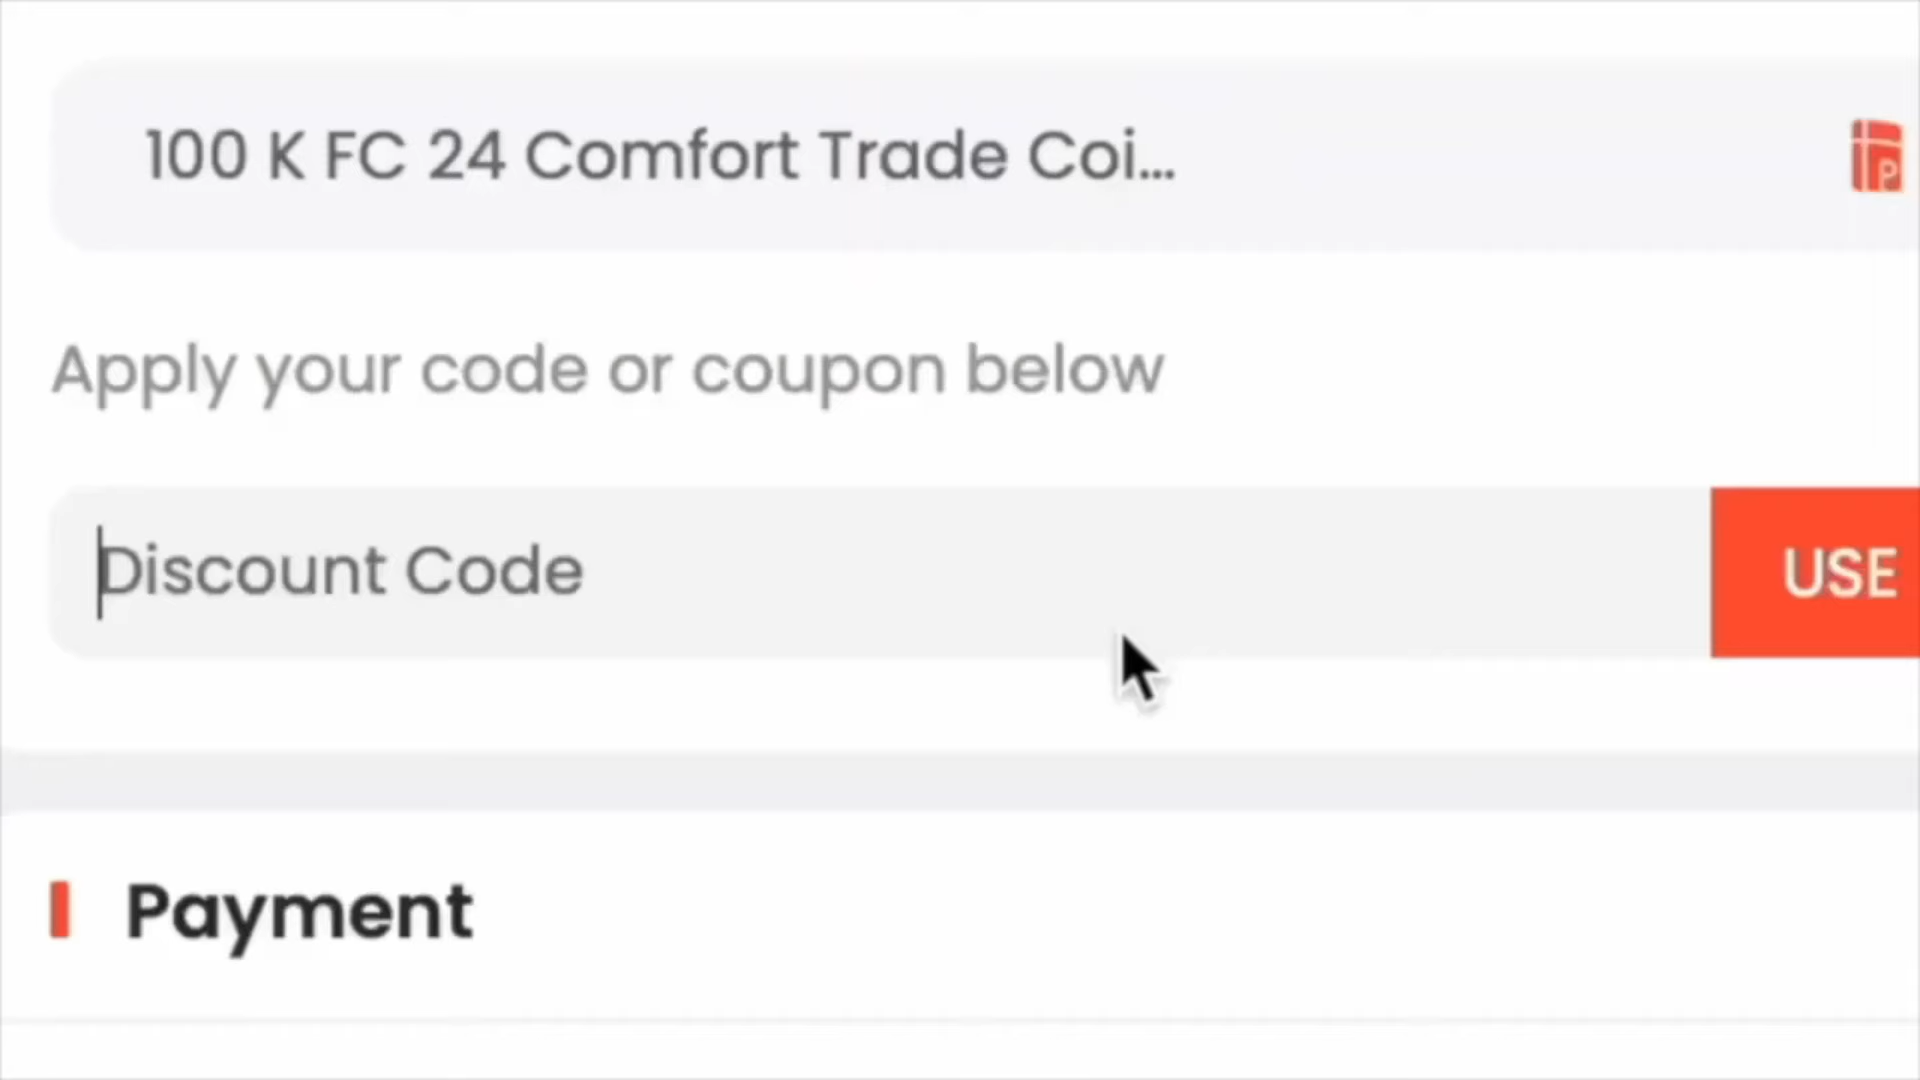 100 K FC 24 Comfort Trade Coi...
P
Apply your code or coupon below
Discount Code
USE
Payment